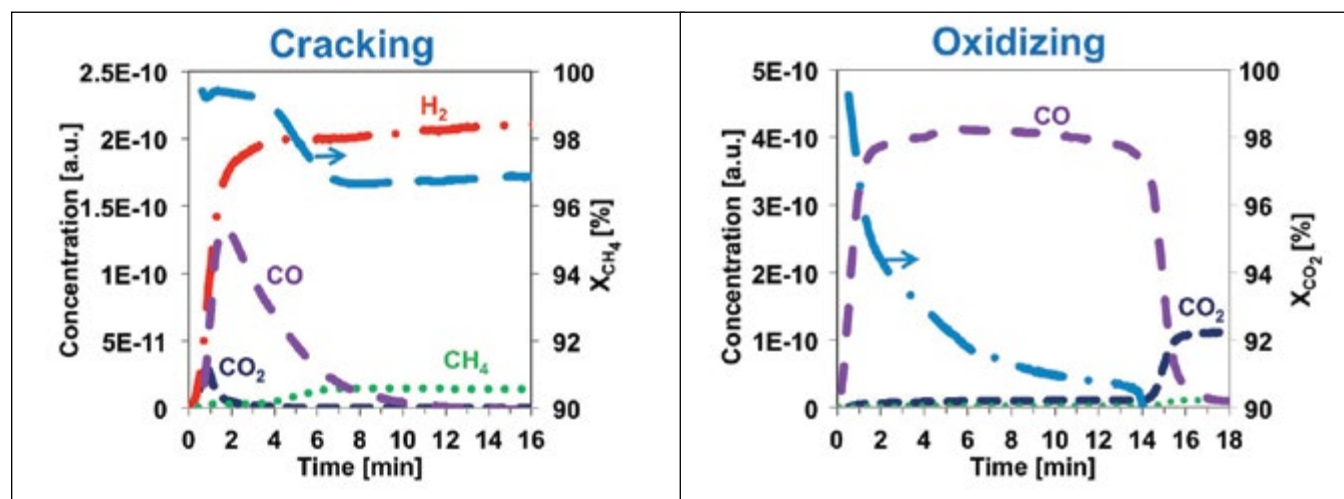 Cracking
2.5E-10
2E-10
1.5E-10
1E-10
5E-11
0
Concentration [a.u.]
100
98
96
94
92
90
X_CH4 [%]
H2
CO
CO2
CH4
0 2 4 6 8 10 12 14 16
Time [min]
Oxidizing
5E-10
4E-10
3E-10
2E-10
1E-10
0
Concentration [a.u.]
100
98
96
94
92
90
X_CO2 [%]
CO
CO2
0 2 4 6 8 10 12 14 16 18
Time [min]